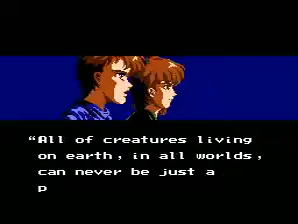 “All of creatures living
on earth, in all worlds,
can never be just a
p